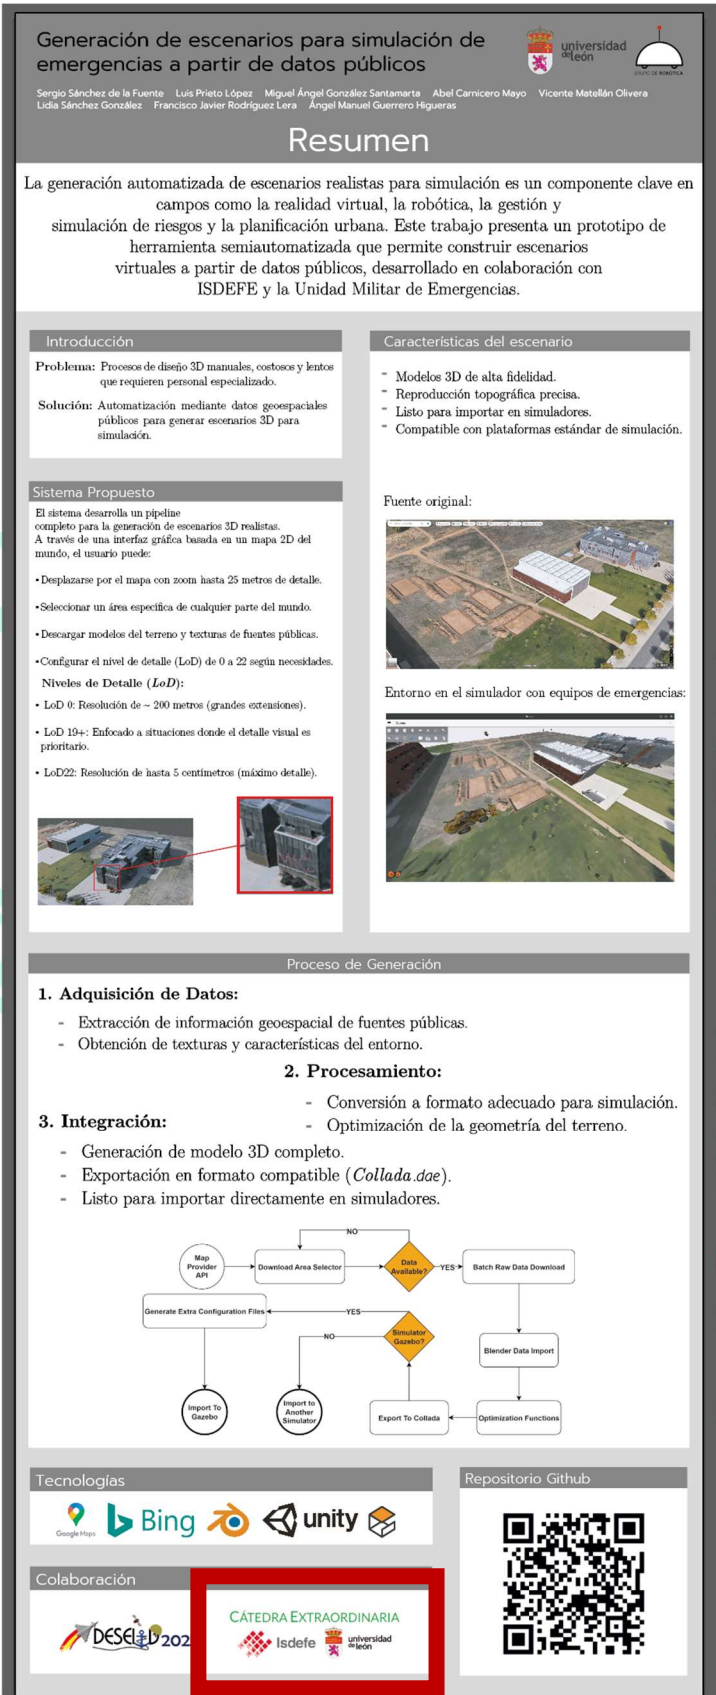 Generación de escenarios para simulación de
emergencias a partir de datos públicos
universidad
de león
GRUPO DE ROBÓTICA
Sergio Sánchez de la Fuente Luis Prieto López Miguel Ángel González Santamarta Abel Carnicero Mayo Vicente Matellán Olivera
Lidia Sánchez González Francisco Javier Rodríguez Lera Ángel Manuel Guerrero Higueras
Resumen
La generación automatizada de escenarios realistas para simulación es un componente clave en
campos como la realidad virtual, la robótica, la gestión y
simulación de riesgos y la planificación urbana. Este trabajo presenta un prototipo de
herramienta semiautomatizada que permite construir escenarios
virtuales a partir de datos públicos, desarrollado en colaboración con
ISDEFE y la Unidad Militar de Emergencias.
Introducción
Problema: Procesos de diseño 3D manuales, costosos y lentos
que requieren personal especializado.
Solución: Automatización mediante datos geoespaciales
públicos para generar escenarios 3D para
simulación.
Sistema Propuesto
El sistema desarrolla un pipeline
completo para la generación de escenarios 3D realistas.
A través de una interfaz gráfica basada en un mapa 2D del
mundo, el usuario puede:
• Desplazarse por el mapa con zoom hasta 25 metros de detalle.
• Seleccionar un área específica de cualquier parte del mundo.
• Descargar modelos del terreno y texturas de fuentes públicas.
• Configurar el nivel de detalle (LoD) de 0 a 22 según necesidades.
Niveles de Detalle (LoD):
• LoD 0: Resolución de ~ 200 metros (grandes extensiones).
• LoD 19+: Enfocado a situaciones donde el detalle visual es
prioritario.
• LoD22: Resolución de hasta 5 centímetros (máximo detalle).
Características del escenario
- Modelos 3D de alta fidelidad.
- Reproducción topográfica precisa.
- Listo para importar en simuladores.
- Compatible con plataformas estándar de simulación.
Fuente original:
Entorno en el simulador con equipos de emergencias:
Proceso de Generación
1. Adquisición de Datos:
- Extracción de información geoespacial de fuentes públicas.
- Obtención de texturas y características del entorno.
2. Procesamiento:
- Conversión a formato adecuado para simulación.
- Optimización de la geometría del terreno.
3. Integración:
- Generación de modelo 3D completo.
- Exportación en formato compatible (Collada.dae).
- Listo para importar directamente en simuladores.
NO
Map
Provider
API
Download Area Selector
Data
Available?
YES
Batch Raw Data Download
Generate Extra Configuration Files
YES
NO
Simulator
Gazebo?
Blender Data Import
Import To
Gazebo
Import to
Another
Simulator
Export To Collada
Optimization Functions
Tecnologías
Google Maps
Bing
unity
Repositorio Github
Colaboración
DESEi+D 202
CÁTEDRA EXTRAORDINARIA
Isdefe
universidad
de león